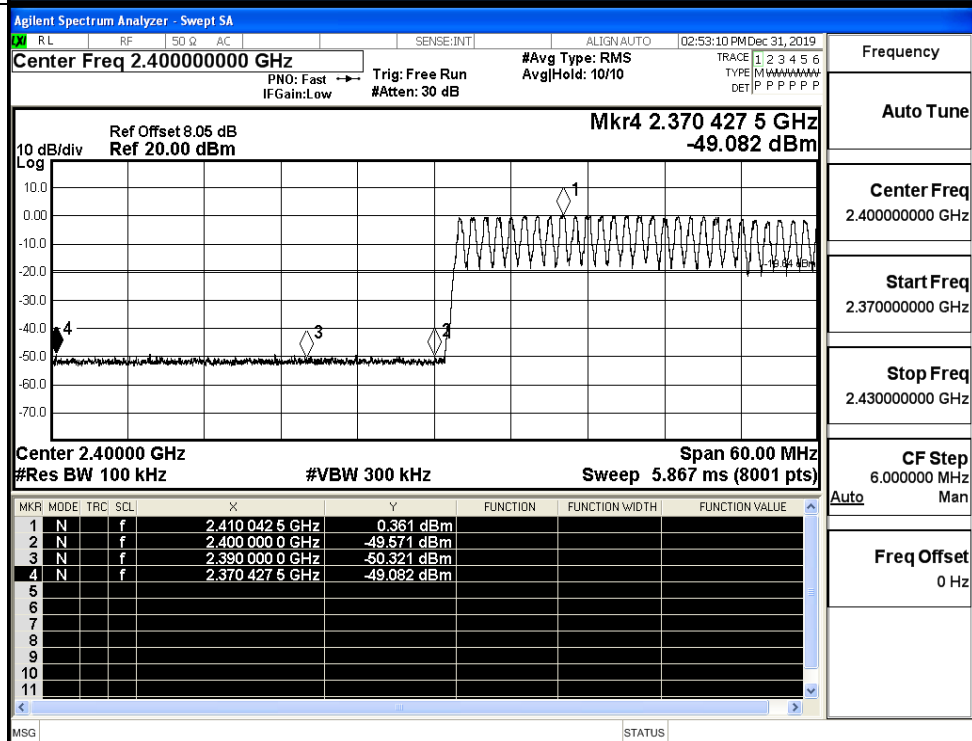 Agilent Spectrum Analyzer - Swept SA
LXI RL RF 50 Ω AC SENSE:INT ALIGN AUTO 02:53:10 PM Dec 31, 2019
Center Freq 2.400000000 GHz
PNO: Fast Trig: Free Run
IFGain:Low #Atten: 30 dB
#Avg Type: RMS
Avg|Hold: 10/10
TRACE 1 2 3 4 5 6
TYPE M WWWWW
DET P P P P P P
Ref Offset 8.05 dB
10 dB/div Ref 20.00 dBm
Log
Mkr4 2.370 427 5 GHz
-49.082 dBm
10.0
0.00
-10.0
-20.0
-30.0
-40.0
-50.0
-60.0
-70.0
1
-19.64 dBm
4
3
2
Center 2.40000 GHz Span 60.00 MHz
#Res BW 100 kHz #VBW 300 kHz Sweep 5.867 ms (8001 pts)
MKR MODE TRC SCL X Y FUNCTION FUNCTION WIDTH FUNCTION VALUE
1 N f 2.410 042 5 GHz 0.361 dBm
2 N f 2.400 000 0 GHz -49.571 dBm
3 N f 2.390 000 0 GHz -50.321 dBm
4 N f 2.370 427 5 GHz -49.082 dBm
5
6
7
8
9
10
11
MSG STATUS
Frequency
Auto Tune
Center Freq
2.400000000 GHz
Start Freq
2.370000000 GHz
Stop Freq
2.430000000 GHz
CF Step
6.000000 MHz
Auto Man
Freq Offset
0 Hz